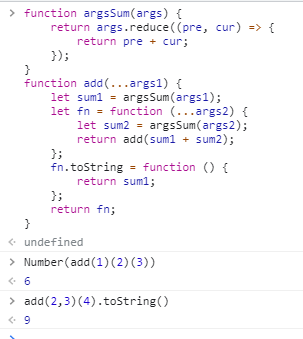 > function argsSum(args) {
      return args.reduce((pre, cur) => {
          return pre + cur;
      });
  }
  function add(...args1) {
      let sum1 = argsSum(args1);
      let fn = function (...args2) {
          let sum2 = argsSum(args2);
          return add(sum1 + sum2);
      };
      fn.toString = function () {
          return sum1;
      };
      return fn;
  }
undefined
> Number(add(1)(2)(3))
6
> add(2,3)(4).toString()
9